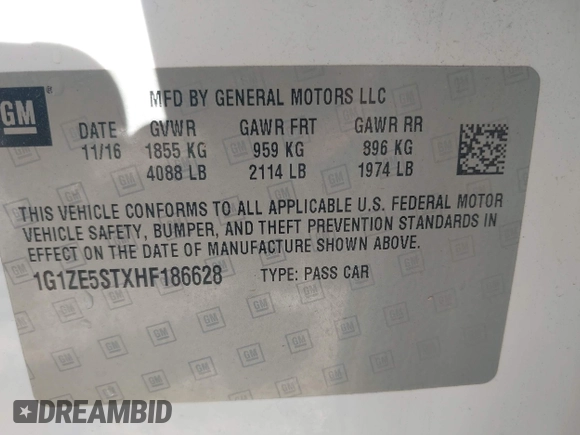 GM
MFD BY GENERAL MOTORS LLC
DATE GVWR GAWR FRT GAWR RR
11/16 1855 KG 959 KG 896 KG
4088 LB 2114 LB 1974 LB
THIS VEHICLE CONFORMS TO ALL APPLICABLE U.S. FEDERAL MOTOR
VEHICLE SAFETY, BUMPER, AND THEFT PREVENTION STANDARDS IN
EFFECT ON THE DATE OF MANUFACTURE SHOWN ABOVE.
1G1ZE5STXHF186628 TYPE: PASS CAR
DREAMBID